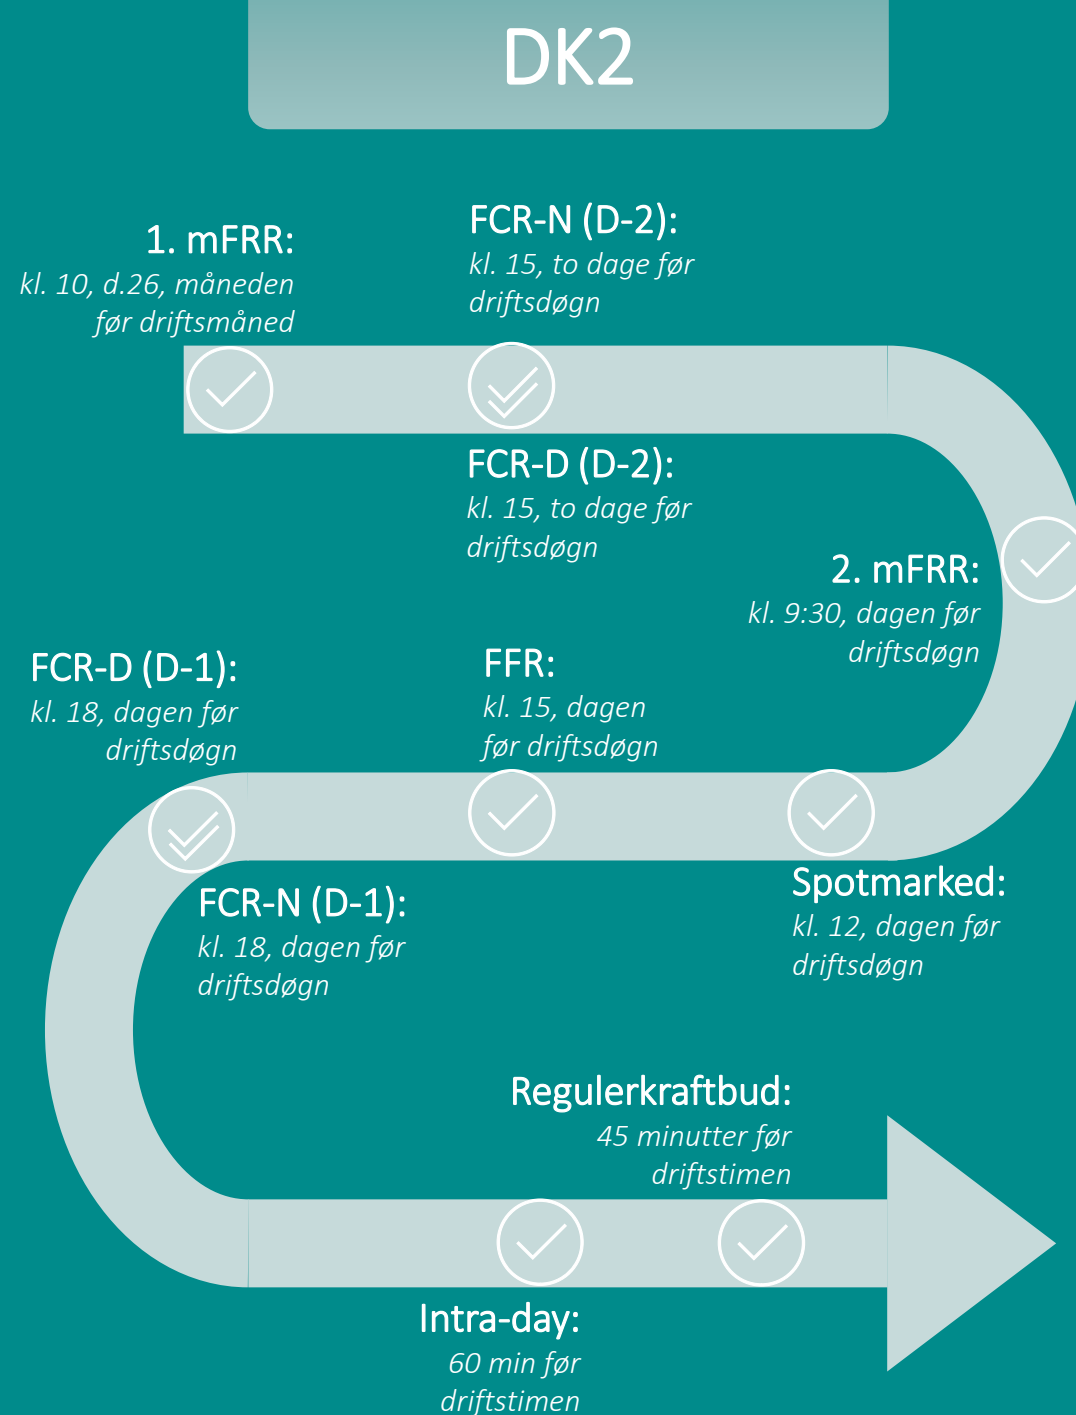 DK2
1. mFRR:
kl. 10, d.26, måneden
før driftsmåned
FCR-N (D-2):
kl. 15, to dage før
driftsdøgn
FCR-D (D-2):
kl. 15, to dage før
driftsdøgn
2. mFRR:
kl. 9:30, dagen før
driftsdøgn
Spotmarked:
kl. 12, dagen før
driftsdøgn
FFR:
kl. 15, dagen
før driftsdøgn
FCR-D (D-1):
kl. 18, dagen før
driftsdøgn
FCR-N (D-1):
kl. 18, dagen før
driftsdøgn
Intra-day:
60 min før
driftstimen
Regulerkraftbud:
45 minutter før
driftstimen